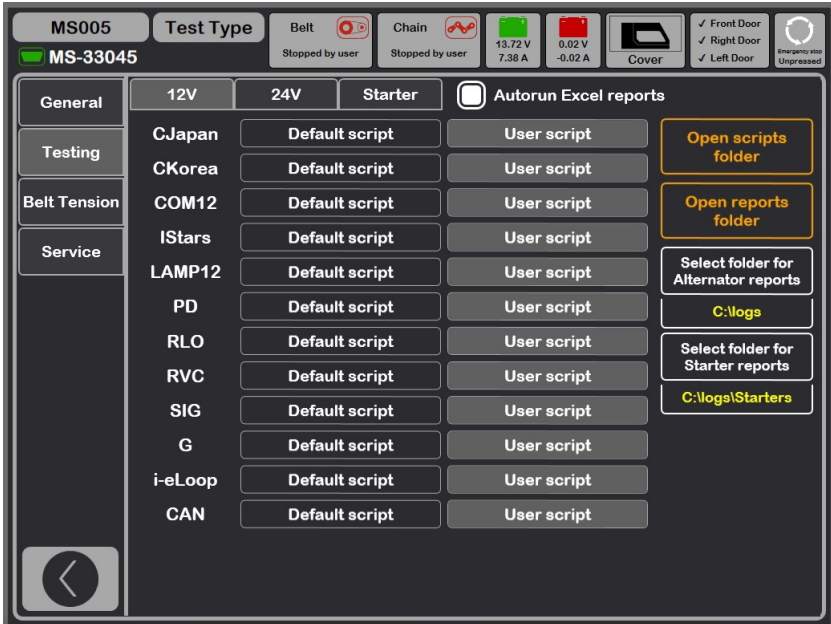 MS005
MS-33045
Test Type
Belt
Stopped by user
Chain
Stopped by user
13.72 V
7.38 A
0.02 V
-0.02 A
Cover
✓ Front Door
✓ Right Door
✓ Left Door
Emergency stop
Unpressed
General
Testing
Belt Tension
Service
12V
24V
Starter
Autorun Excel reports
CJapan Default script User script
CKorea Default script User script
COM12 Default script User script
IStars Default script User script
LAMP12 Default script User script
PD Default script User script
RLO Default script User script
RVC Default script User script
SIG Default script User script
G Default script User script
i-eLoop Default script User script
CAN Default script User script
Open scripts
folder
Open reports
folder
Select folder for
Alternator reports
C:\logs
Select folder for
Starter reports
C:\logs\Starters